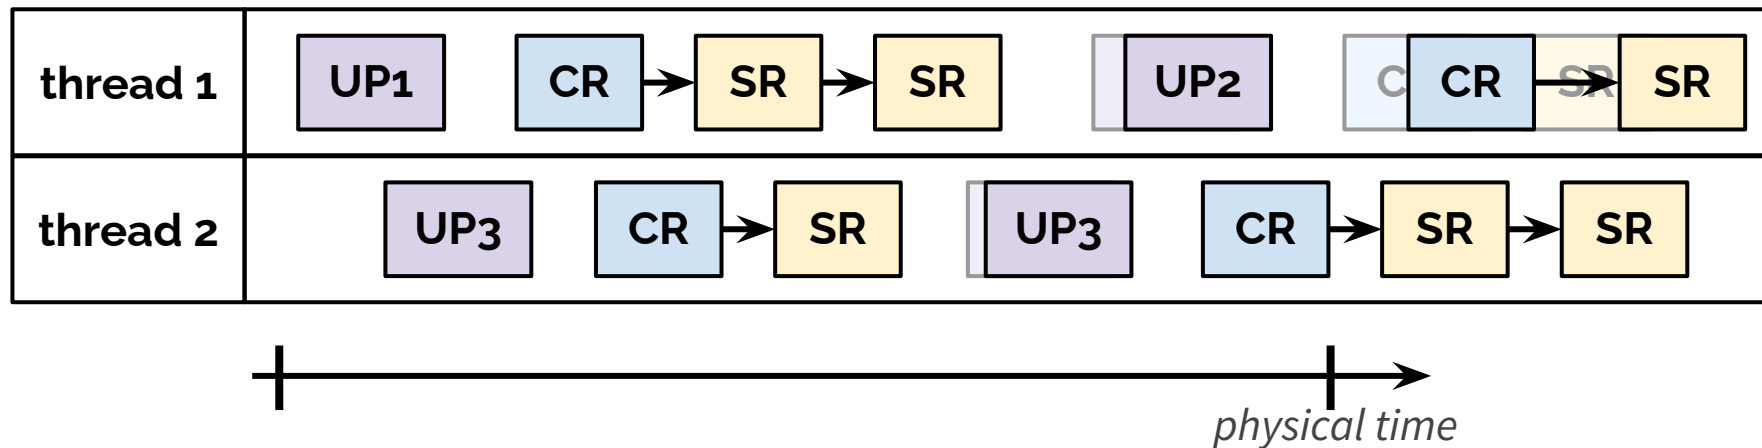 thread 1 UP1 CR SR SR UP2 C CR SR SR
thread 2 UP3 CR SR UP3 CR SR SR
physical time